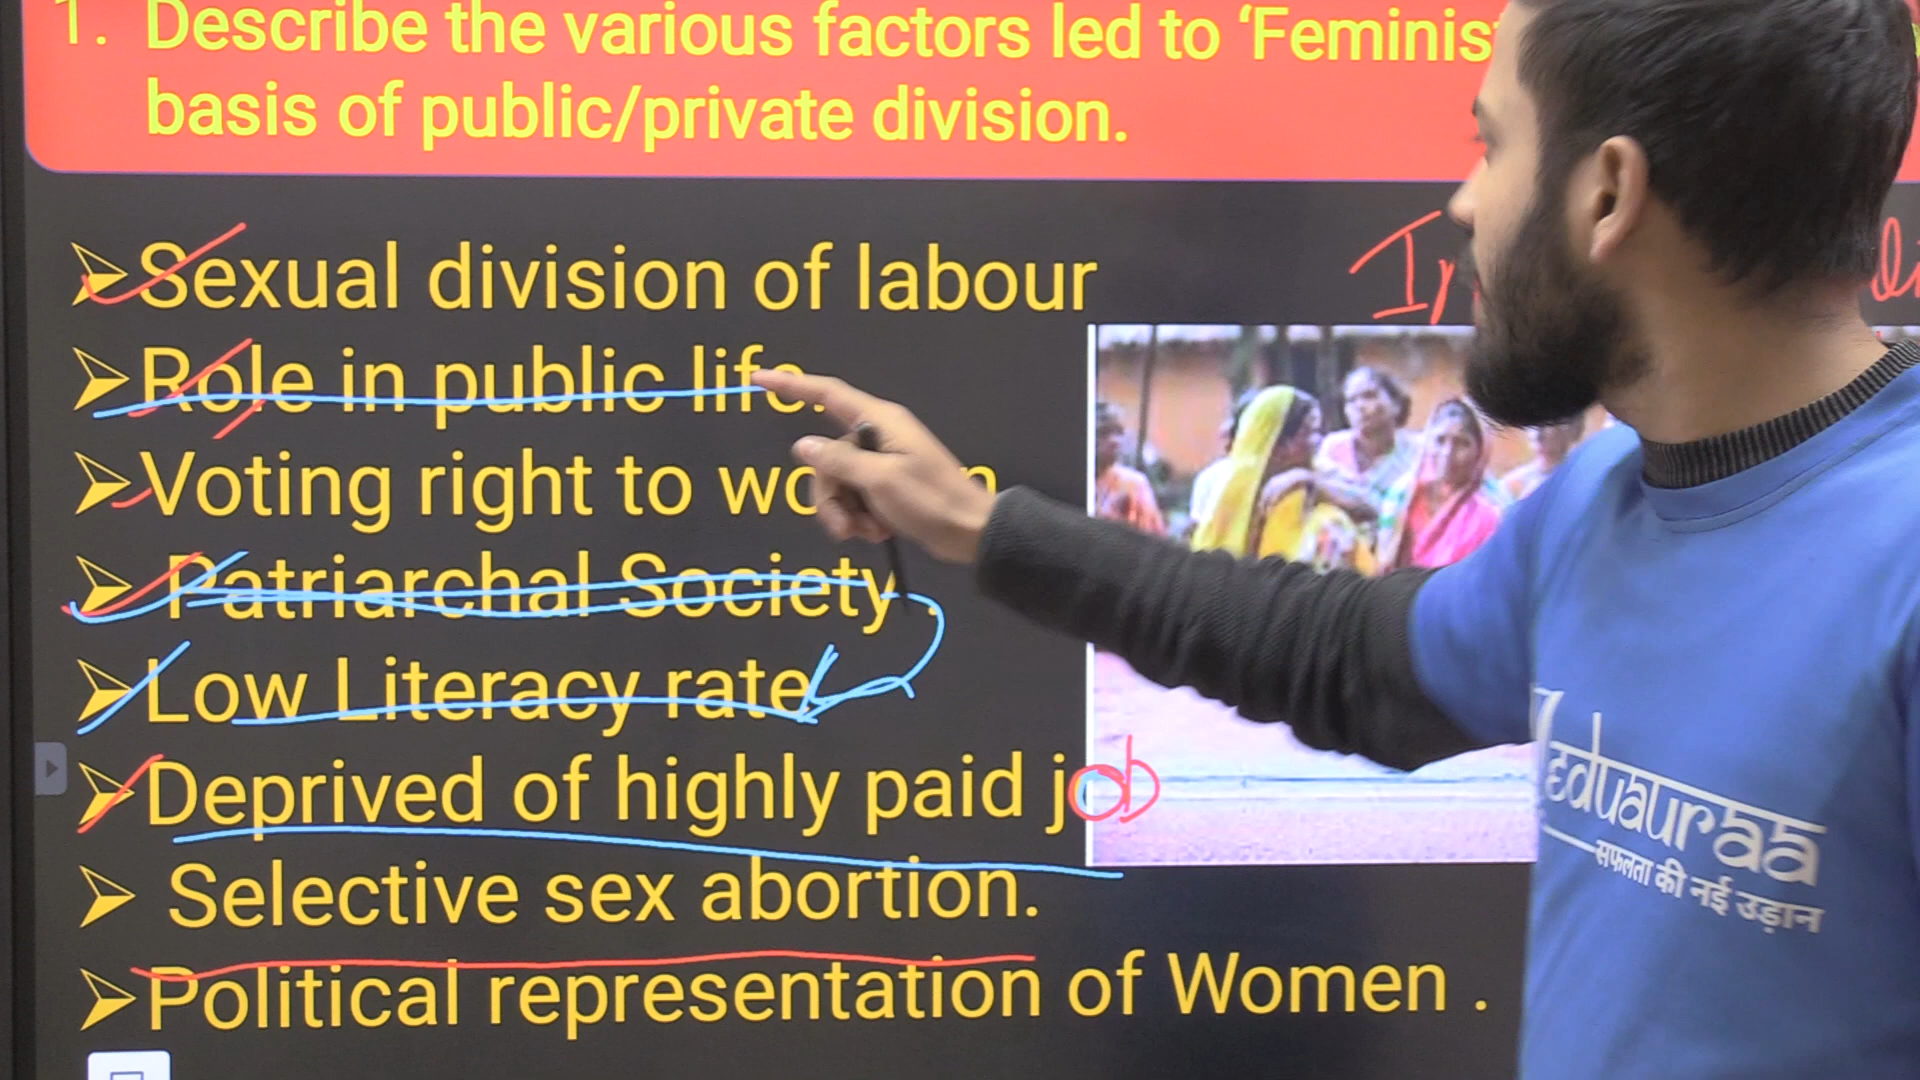 1. Describe the various factors led to ‘Feminis
basis of public/private division.
Sexual division of labour
Role in public life.
Voting right to
Patriarchal Society
Low Literacy rate
Deprived of highly paid job
Selective sex abortion.
Political representation of Women .
eduauraa
सफलता की नई उड़ान